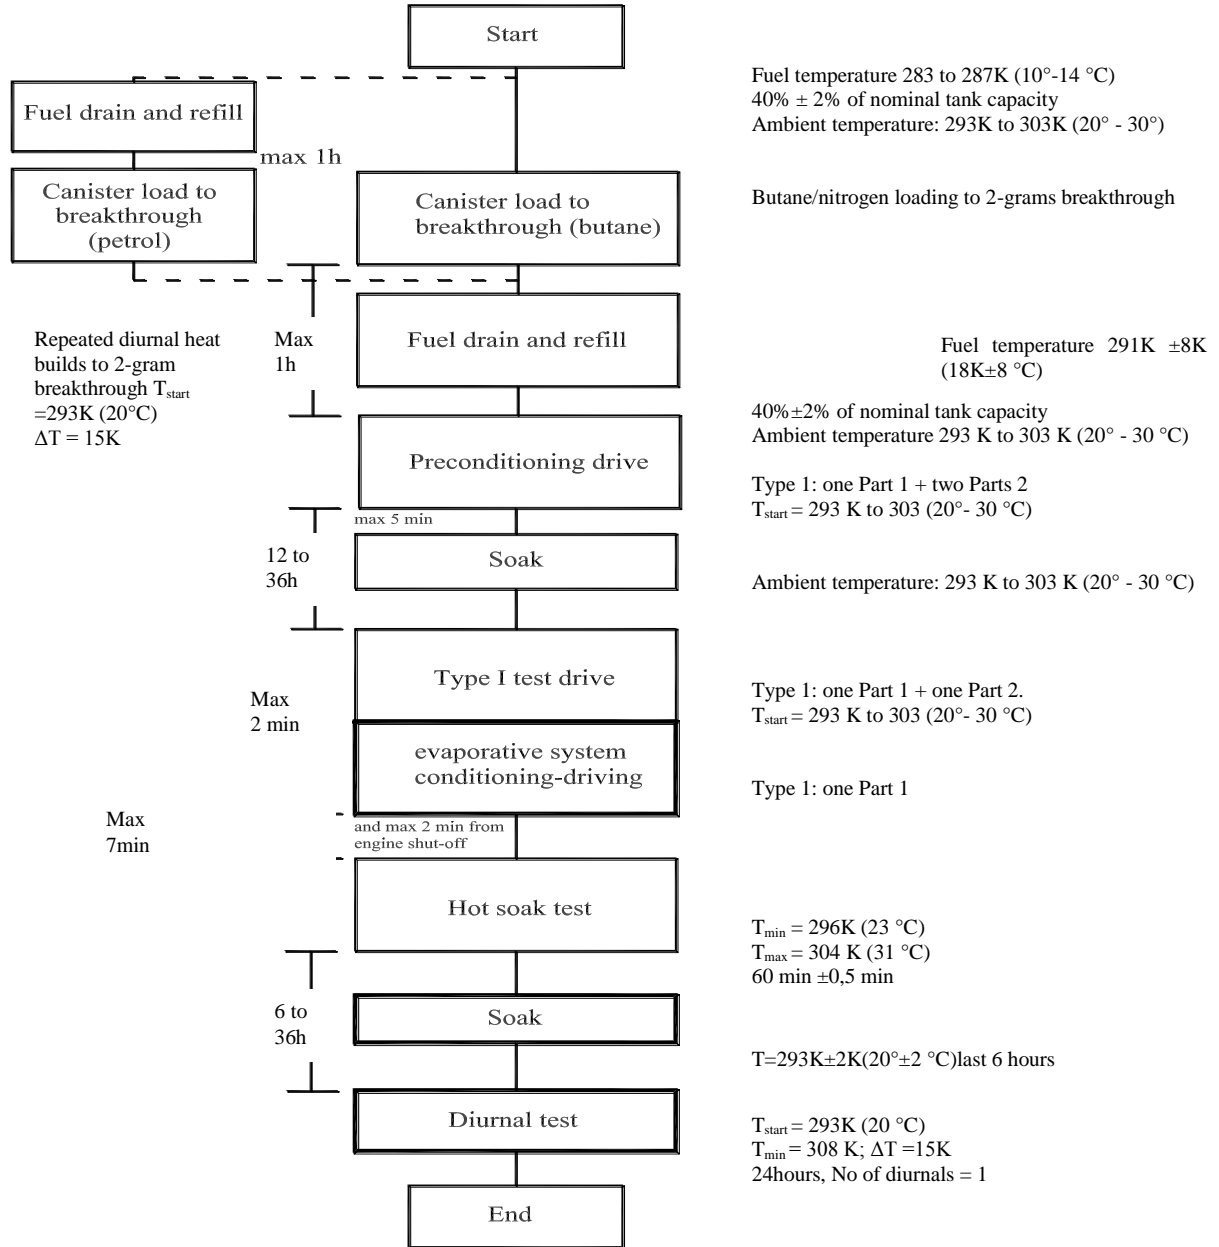 Start
Fuel temperature 283 to 287K (10°-14 °C)
40% ± 2% of nominal tank capacity
Ambient temperature: 293K to 303K (20° - 30°)
Fuel drain and refill
max 1h
Canister load to
breakthrough
(petrol)
Canister load to
breakthrough (butane)
Butane/nitrogen loading to 2-grams breakthrough
Repeated diurnal heat
builds to 2-gram
breakthrough Tstart
=293K (20°C)
ΔT = 15K
Max
1h
Fuel drain and refill
Fuel temperature 291K ±8K
(18K±8 °C)
40%±2% of nominal tank capacity
Ambient temperature 293 K to 303 K (20° - 30 °C)
Preconditioning drive
Type 1: one Part 1 + two Parts 2
Tstart = 293 K to 303 (20°- 30 °C)
max 5 min
12 to
36h
Soak
Ambient temperature: 293 K to 303 K (20° - 30 °C)
Type I test drive
Max
2 min
Type 1: one Part 1 + one Part 2.
Tstart = 293 K to 303 (20°- 30 °C)
evaporative system
conditioning-driving
Type 1: one Part 1
Max
7min
and max 2 min from
engine shut-off
Hot soak test
Tmin = 296K (23 °C)
Tmax = 304 K (31 °C)
60 min ±0,5 min
6 to
36h
Soak
T=293K±2K(20°±2 °C)last 6 hours
Diurnal test
Tstart = 293K (20 °C)
Tmin = 308 K; ΔT =15K
24hours, No of diurnals = 1
End